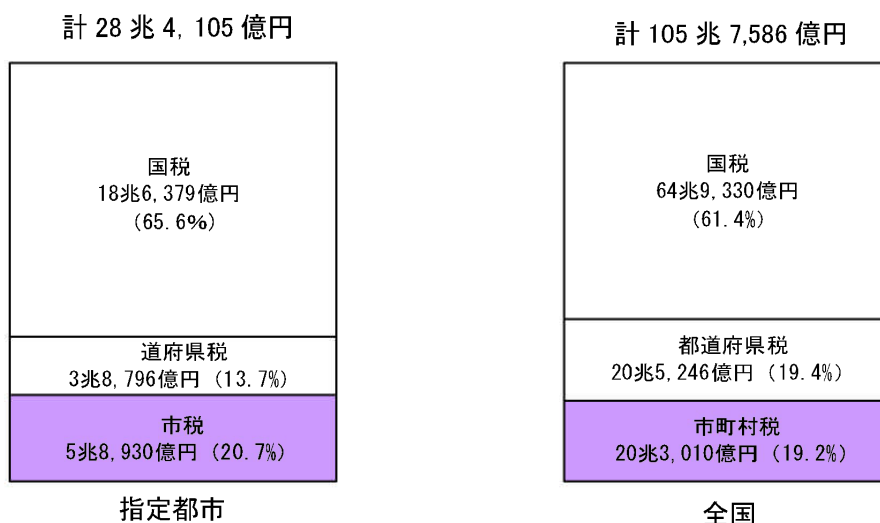 計 28 兆 4, 105 億円
国税
18兆6, 379億円
(65. 6%)
道府県税
3兆8, 796億円 (13. 7%)
市税
5兆8, 930億円 (20. 7%)
指定都市
計 105 兆 7,586 億円
国税
64兆9, 330億円
(61. 4%)
都道府県税
20兆5, 246億円 (19. 4%)
市町村税
20兆3, 010億円 (19. 2%)
全国